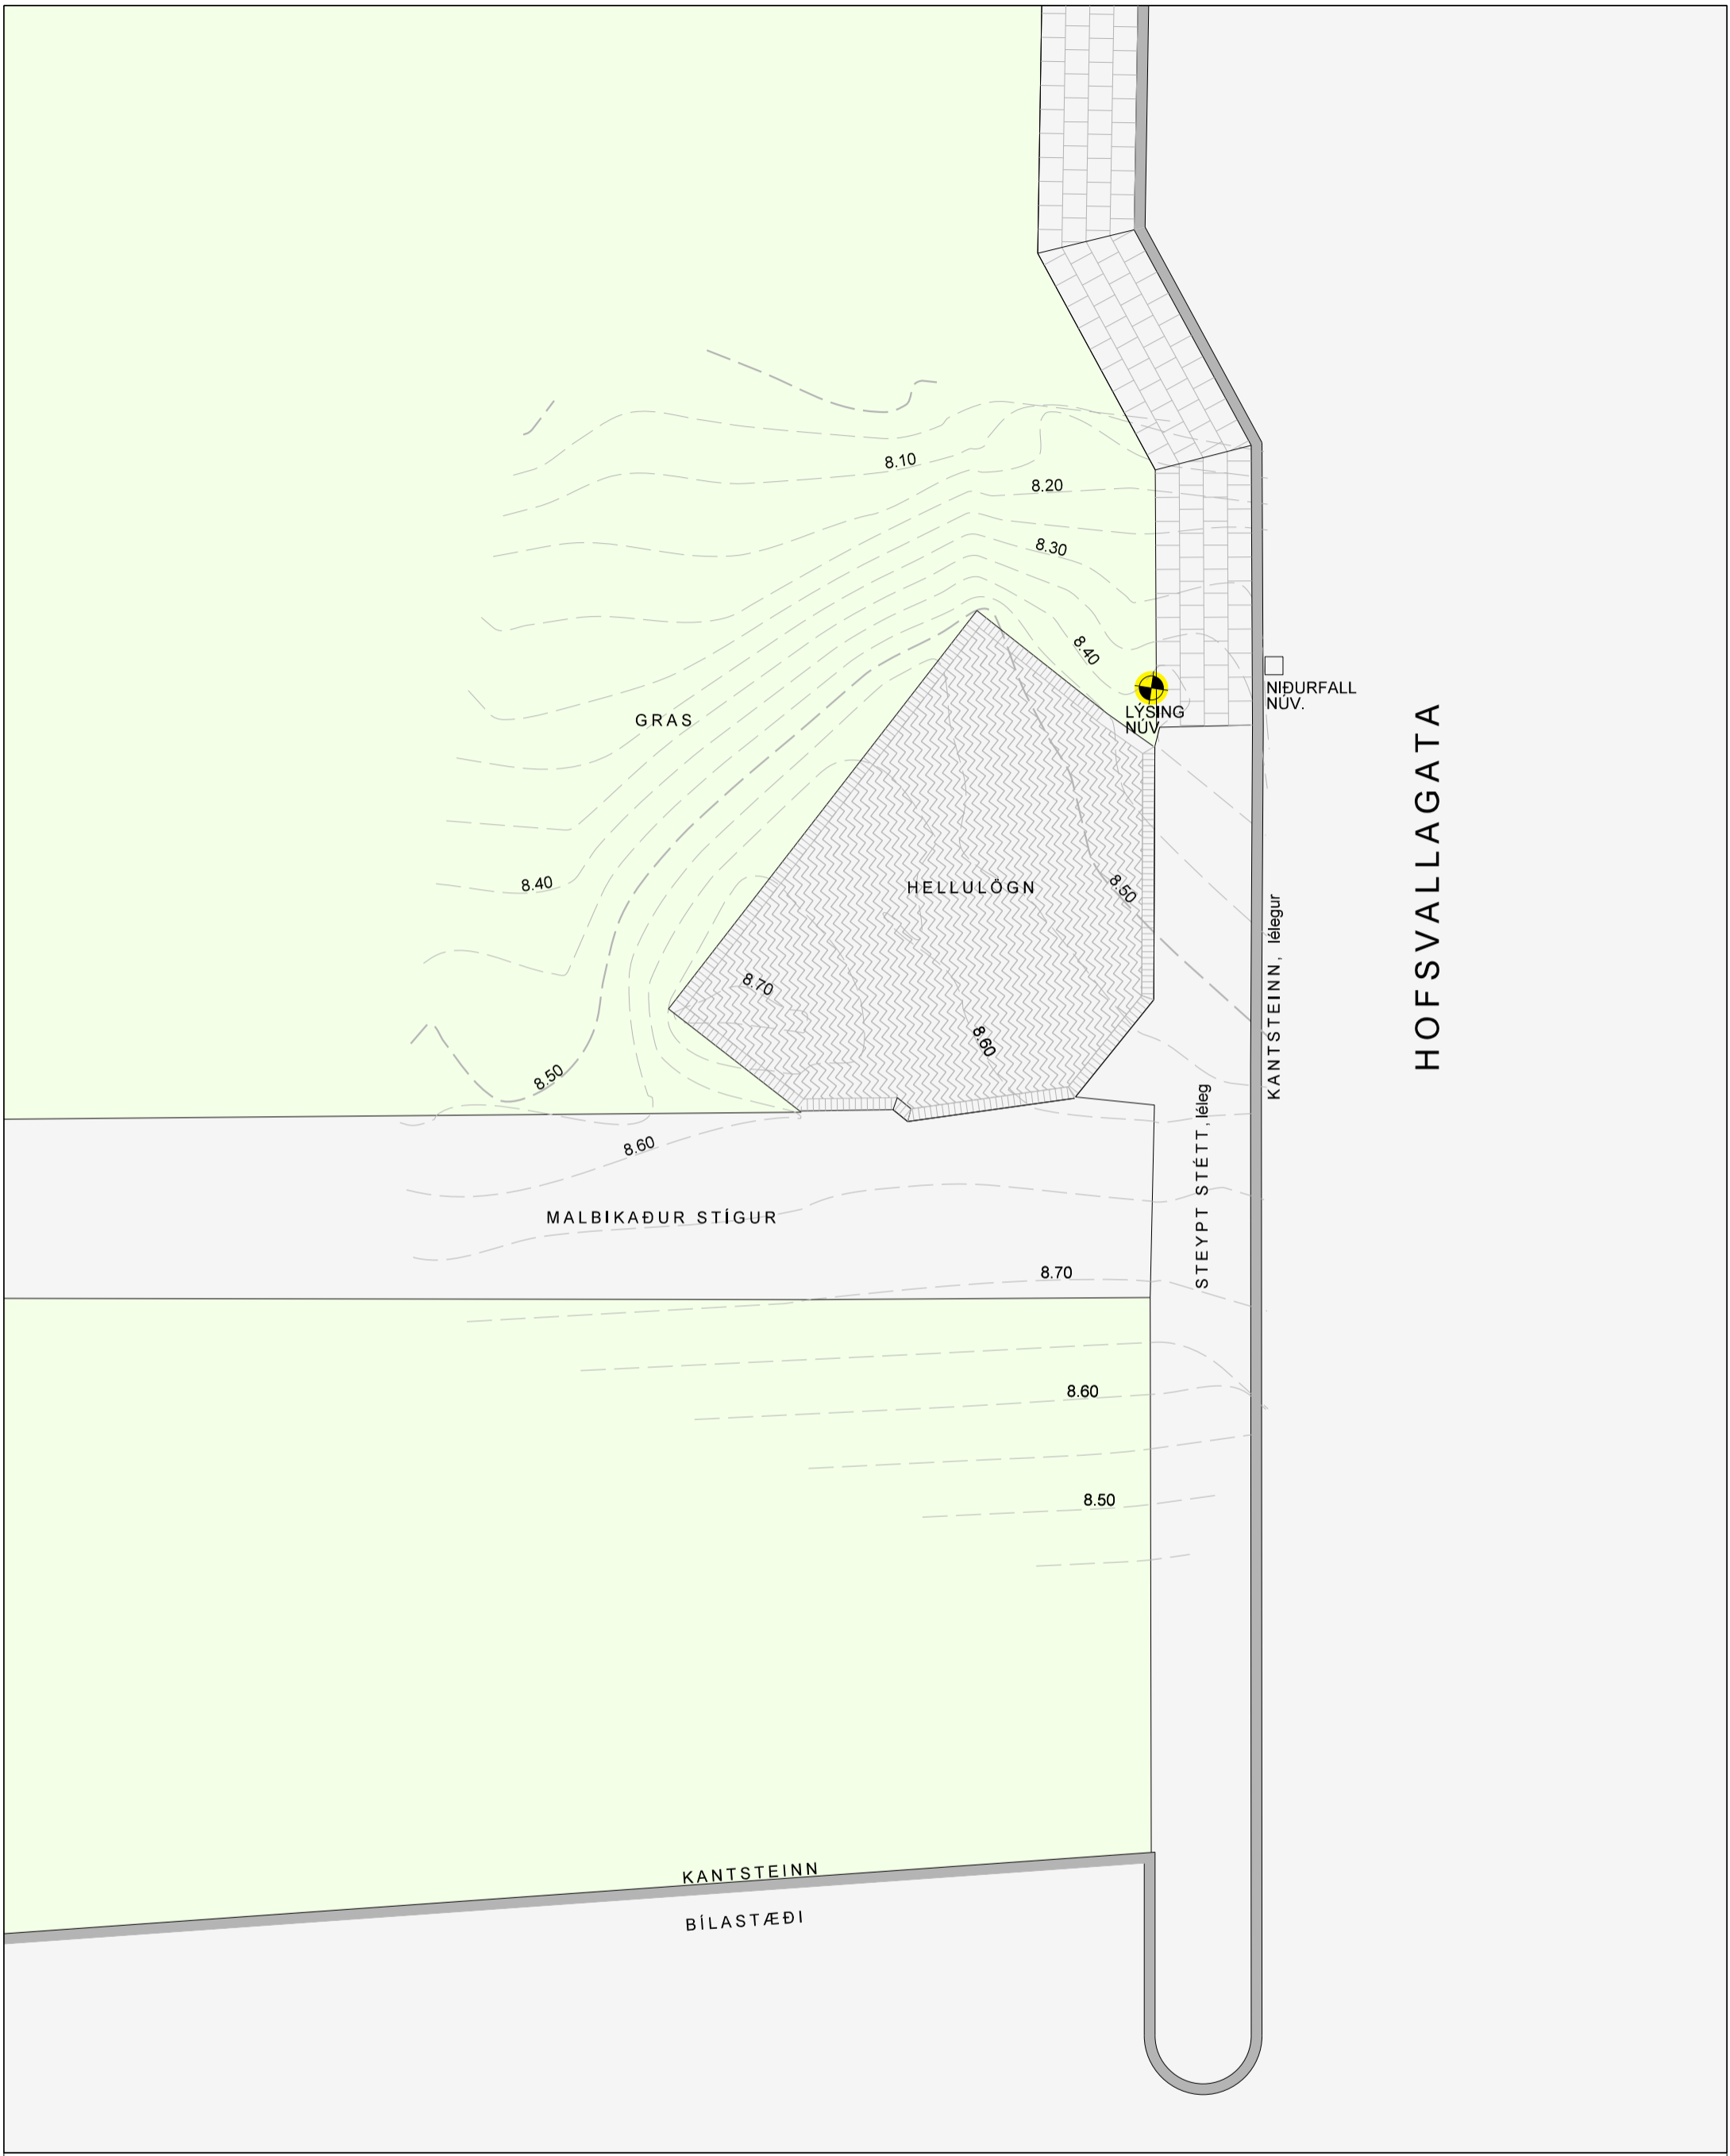 8.10
8.20
8.30
8.40
GRAS
LÝSING
NÚV
NIÐURFALL
NÚV.
HOFSVALLAGATA
8.40
HELLULÖGN
8.50
KANTSTEINN, lélegur
8.70
8.60
8.50
8.60
STEYPT STÉTT, léleg
MALBIKAÐUR STÍGUR
8.70
8.60
8.50
KANTSTEINN
BÍLASTÆÐI